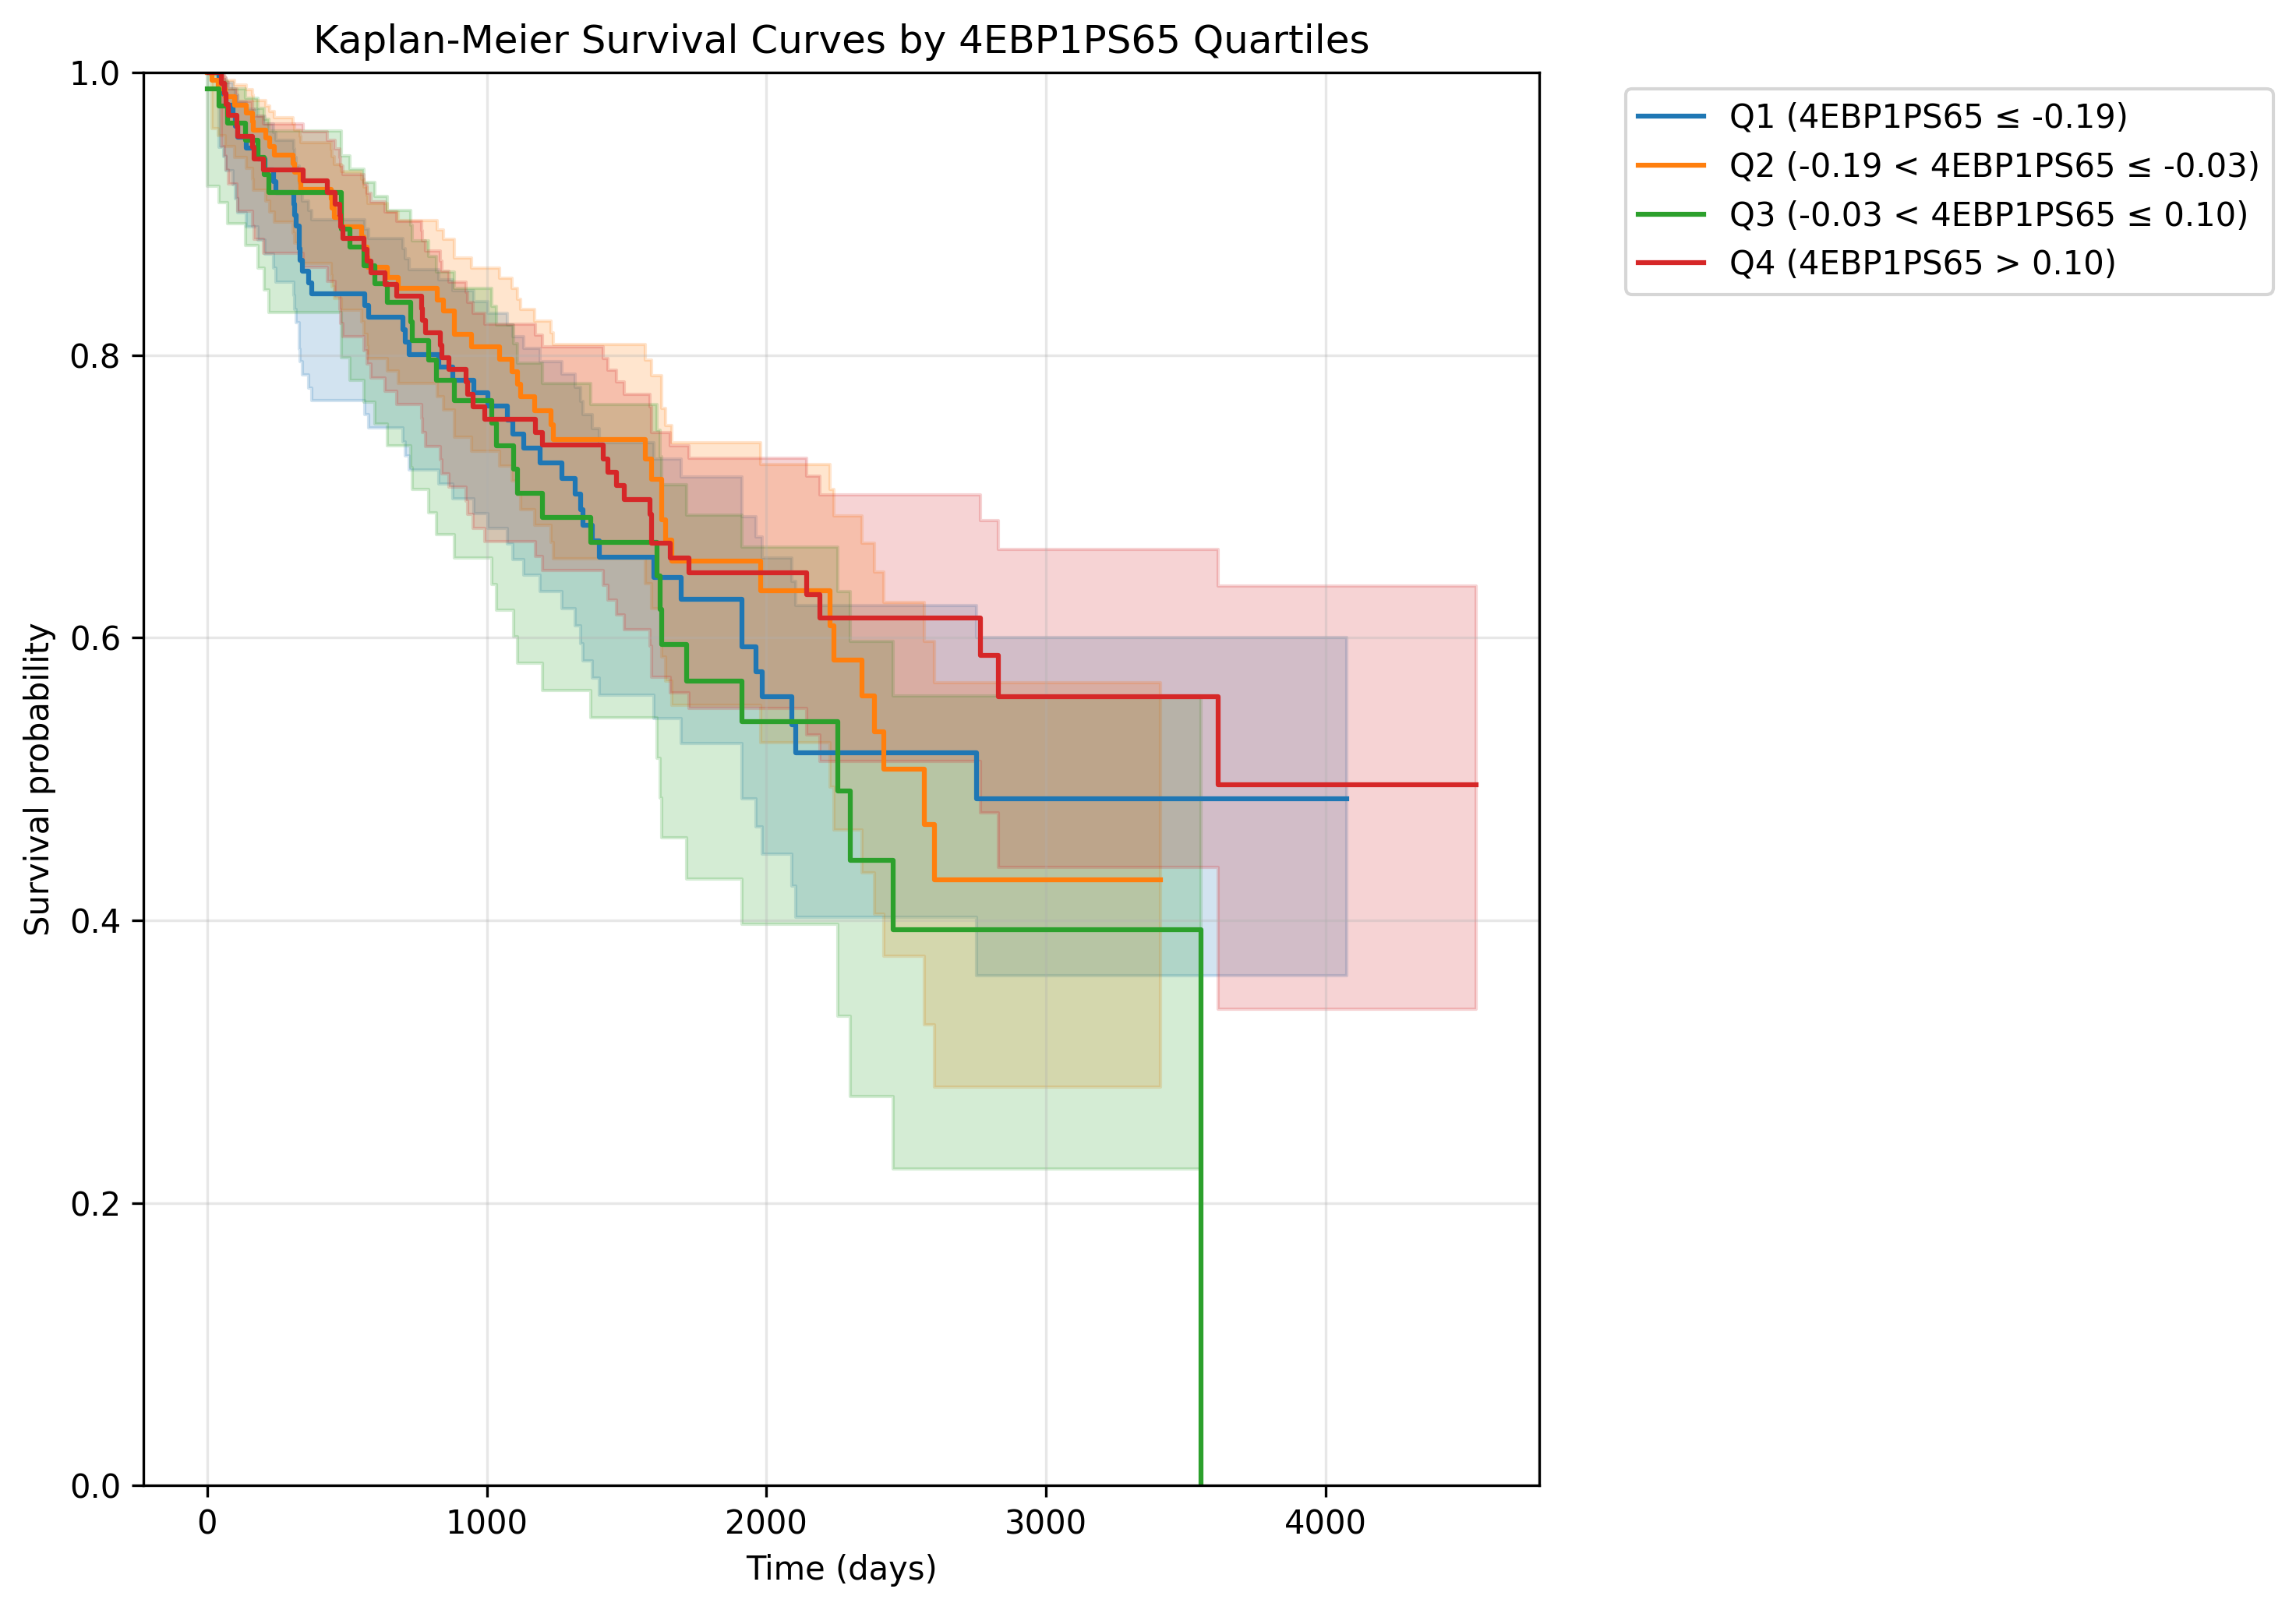 Kaplan-Meier Survival Curves by 4EBP1PS65 Quartiles
1.0
0.8
0.6
0.4
0.2
0.0
Survival probability
0 1000 2000 3000 4000
Time (days)
Q1 (4EBP1PS65 ≤ -0.19)
Q2 (-0.19 < 4EBP1PS65 ≤ -0.03)
Q3 (-0.03 < 4EBP1PS65 ≤ 0.10)
Q4 (4EBP1PS65 > 0.10)